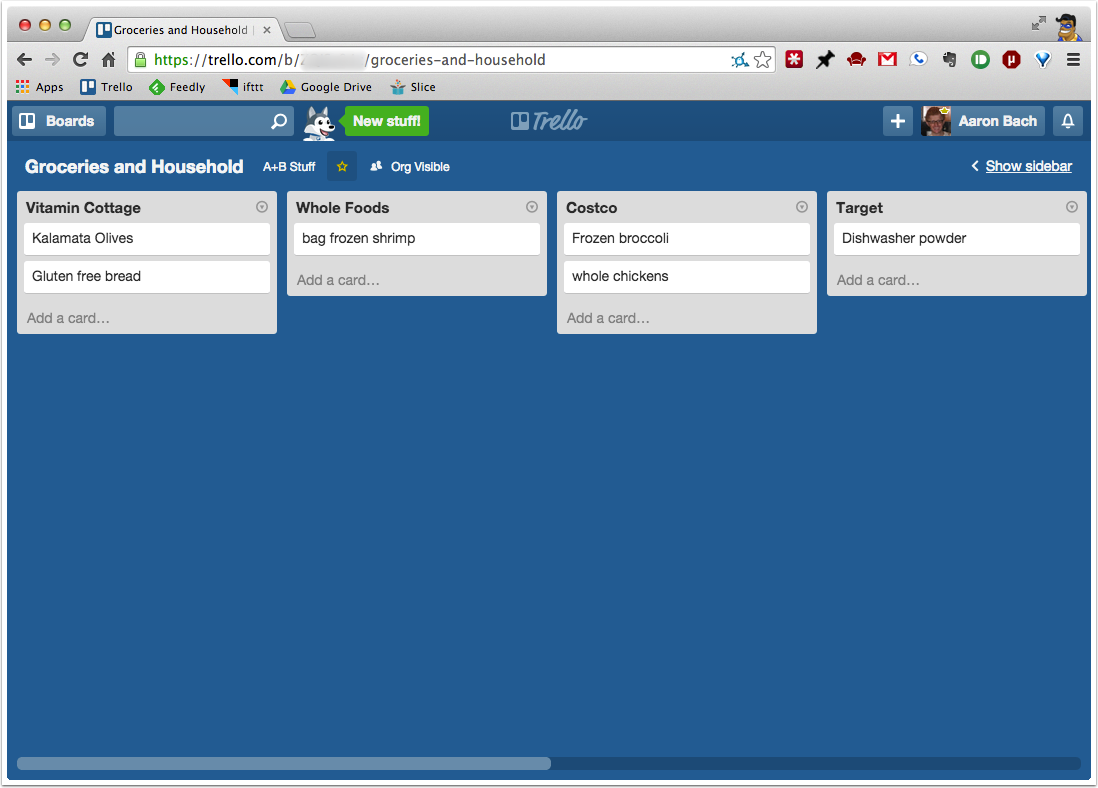 Groceries and Household
https://trello.com/b/ /groceries-and-household
Apps Trello Feedly ifttt Google Drive Slice
Boards New stuff! Trello Aaron Bach
Groceries and Household A+B Stuff Org Visible Show sidebar
Vitamin Cottage
Kalamata Olives
Gluten free bread
Add a card…
Whole Foods
bag frozen shrimp
Add a card…
Costco
Frozen broccoli
whole chickens
Add a card…
Target
Dishwasher powder
Add a card…